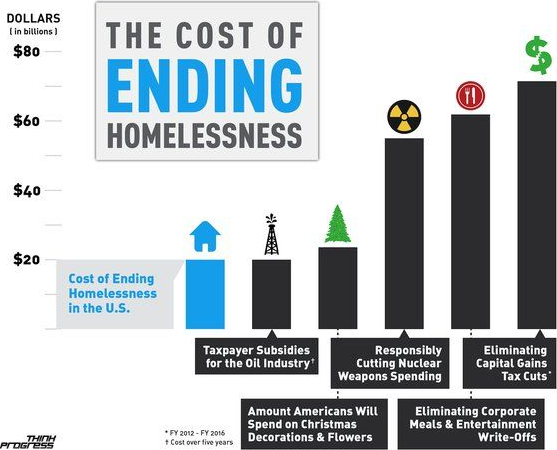 DOLLARS
( in billions )
$80
$60
$40
$20
THE COST OF
ENDING
HOMELESSNESS
Cost of Ending
Homelessness
in the U.S.
Taxpayer Subsidies
for the Oil Industry†
Amount Americans Will
Spend on Christmas
Decorations & Flowers
Responsibly
Cutting Nuclear
Weapons Spending
Eliminating Corporate
Meals & Entertainment
Write-Offs
Eliminating
Capital Gains
Tax Cuts*
* FY 2012 - FY 2016
† Cost over five years
THINK
PROGRESS